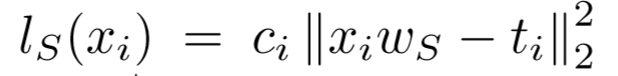 l_S(x_i) = c_i ‖x_i w_S − t_i‖_2^2